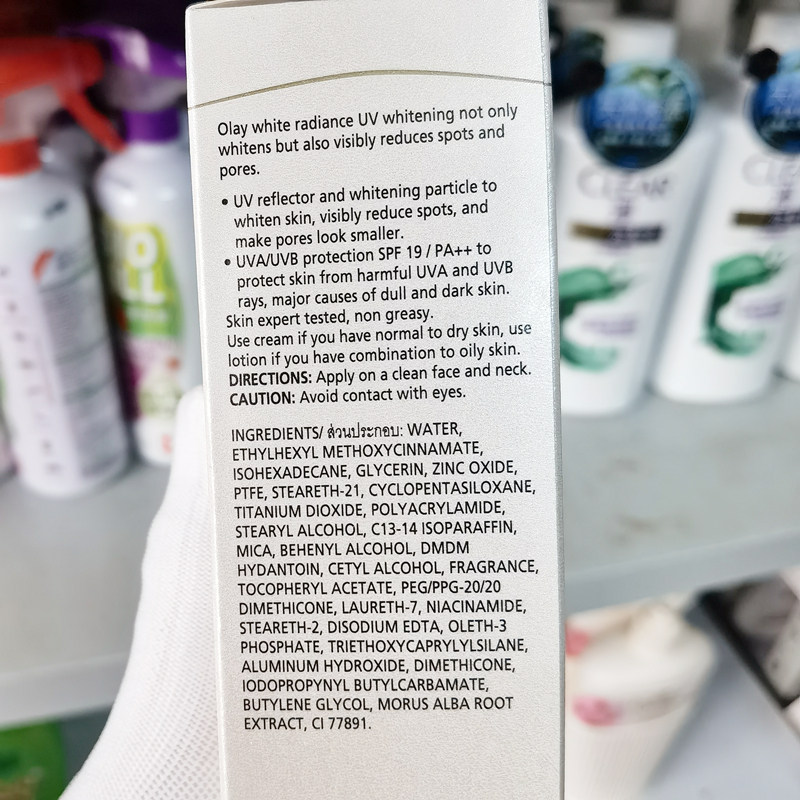 Olay white radiance UV whitening not only
whitens but also visibly reduces spots and
pores.
• UV reflector and whitening particle to
whiten skin, visibly reduce spots, and
make pores look smaller.
• UVA/UVB protection SPF 19 / PA++ to
protect skin from harmful UVA and UVB
rays, major causes of dull and dark skin.
Skin expert tested, non greasy.
Use cream if you have normal to dry skin, use
lotion if you have combination to oily skin.
DIRECTIONS: Apply on a clean face and neck.
CAUTION: Avoid contact with eyes.
INGREDIENTS/ ส่วนประกอบ: WATER,
ETHYLHEXYL METHOXYCINNAMATE,
ISOHEXADECANE, GLYCERIN, ZINC OXIDE,
PTFE, STEARETH-21, CYCLOPENTASILOXANE,
TITANIUM DIOXIDE, POLYACRYLAMIDE,
STEARYL ALCOHOL, C13-14 ISOPARAFFIN,
MICA, BEHENYL ALCOHOL, DMDM
HYDANTOIN, CETYL ALCOHOL, FRAGRANCE,
TOCOPHERYL ACETATE, PEG/PPG-20/20
DIMETHICONE, LAURETH-7, NIACINAMIDE,
STEARETH-2, DISODIUM EDTA, OLETH-3
PHOSPHATE, TRIETHOXYCAPRYLYLSILANE,
ALUMINUM HYDROXIDE, DIMETHICONE,
IODOPROPYNYL BUTYLCARBAMATE,
BUTYLENE GLYCOL, MORUS ALBA ROOT
EXTRACT, CI 77891.
CLEAR